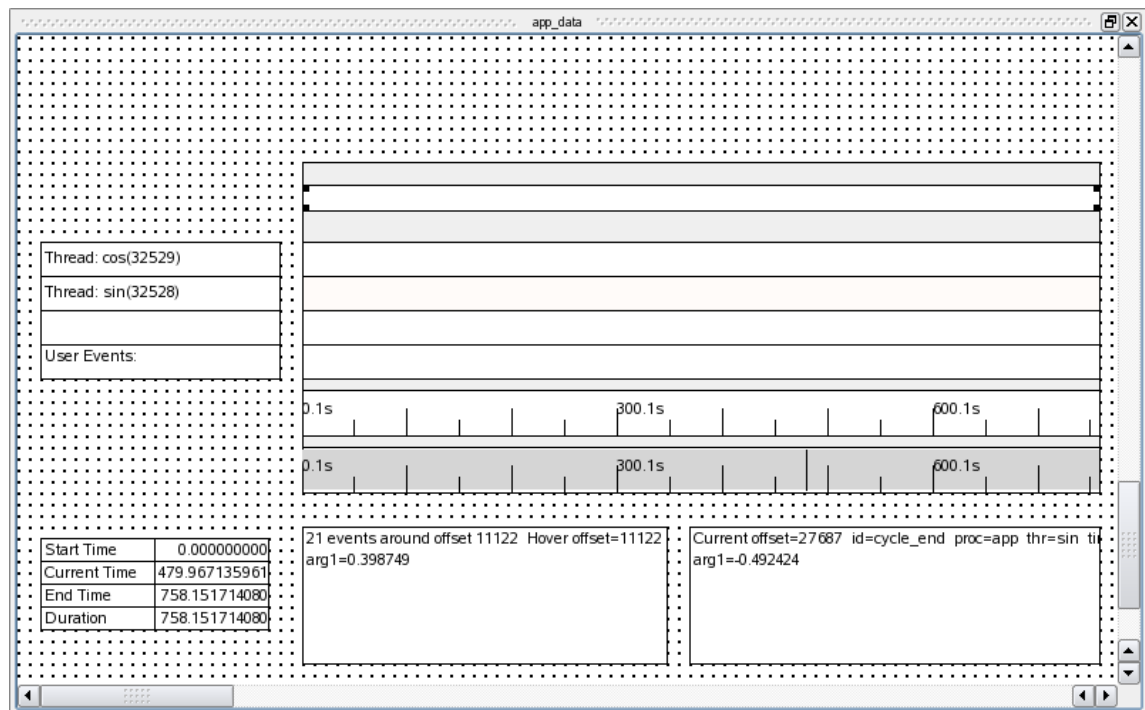 app_data
Thread: cos(32529)
Thread: sin(32528)
User Events:
0.1s 300.1s 600.1s
0.1s 300.1s 600.1s
21 events around offset 11122 Hover offset=11122
arg1=0.398749
Current offset=27687 id=cycle_end proc=app thr=sin
arg1=-0.492424
Start Time 0.000000000
Current Time 479.967135961
End Time 758.151714080
Duration 758.151714080